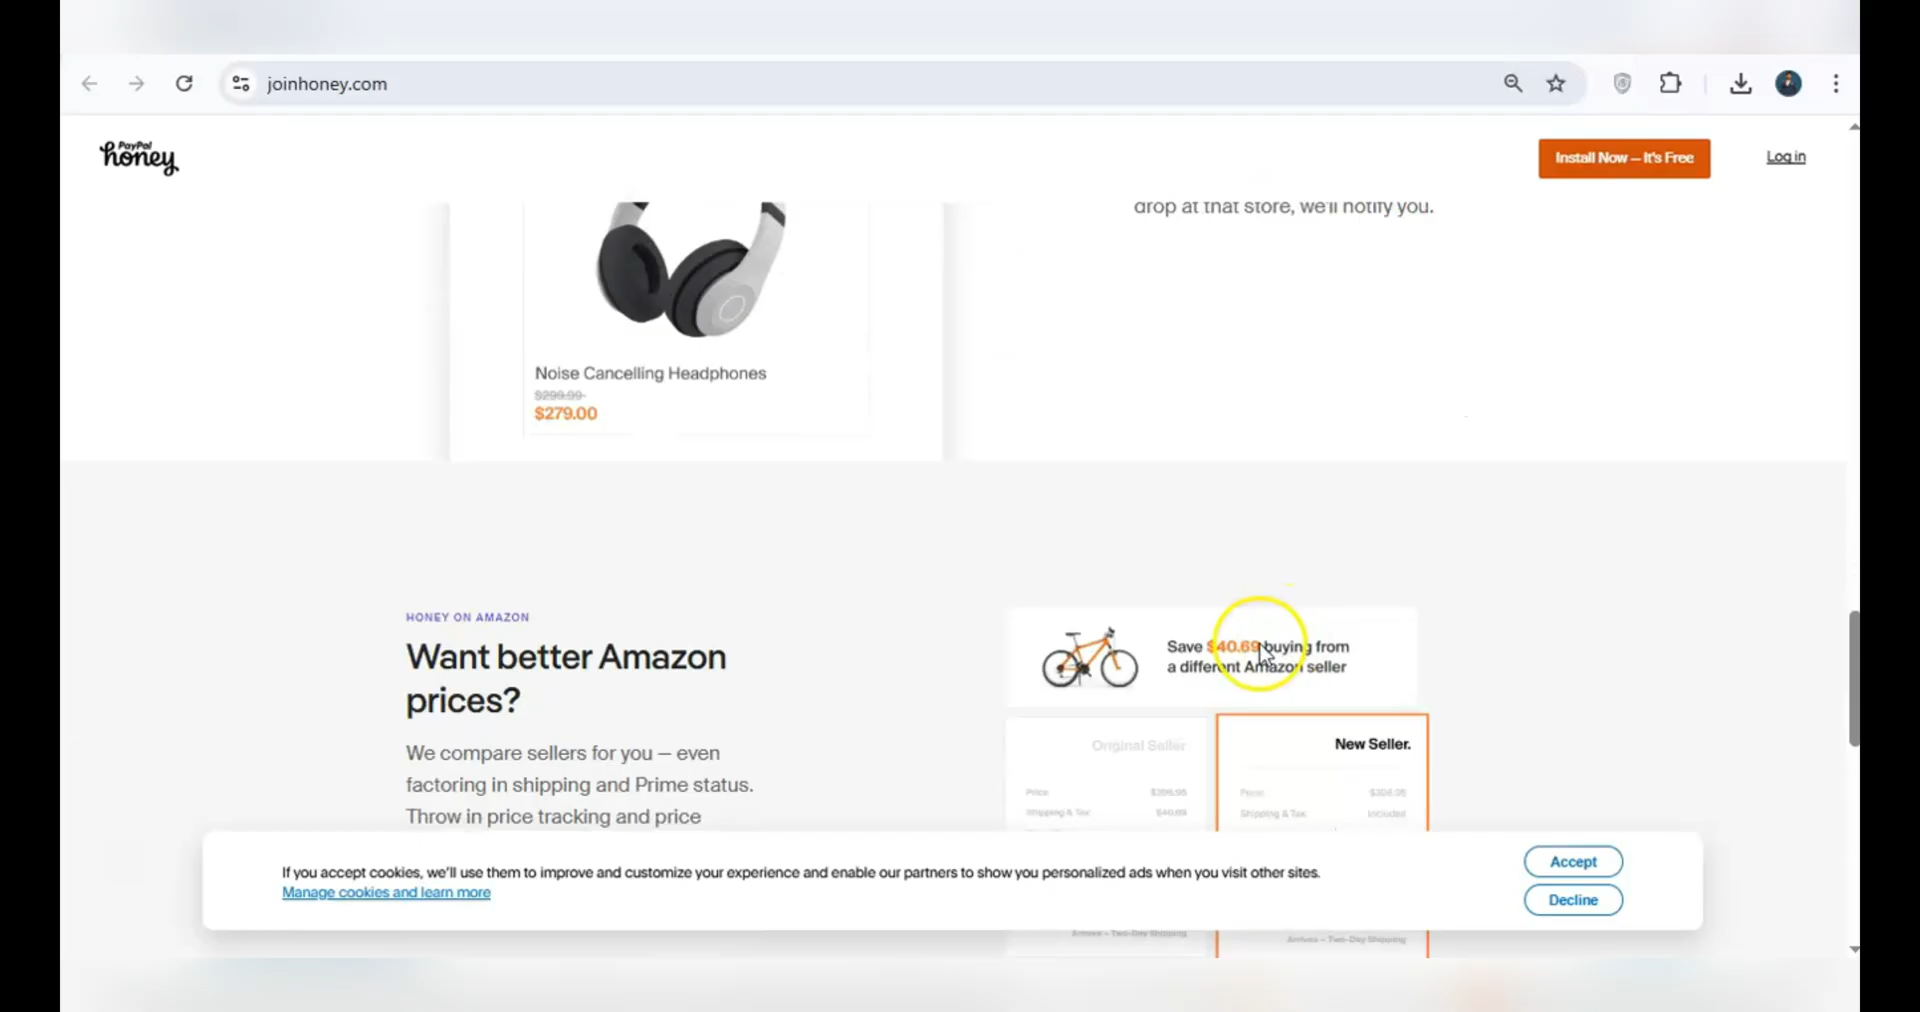 joinhoney.com
PayPal
honey
Install Now – It's Free
Log in
drop at that store, we'll notify you.
Noise Cancelling Headphones
$299.99
$279.00
HONEY ON AMAZON
Want better Amazon
prices?
We compare sellers for you — even
factoring in shipping and Prime status.
Throw in price tracking and price
Save $40.69 buying from
a different Amazon seller
Original Seller
Price
Shipping & Tax
$40.69
New Seller.
Price
Shipping & Tax
Included
If you accept cookies, we'll use them to improve and customize your experience and enable our partners to show you personalized ads when you visit other sites.
Manage cookies and learn more
Accept
Decline
Arrives – Two-Day Shipping
Arrives – Two-Day Shipping